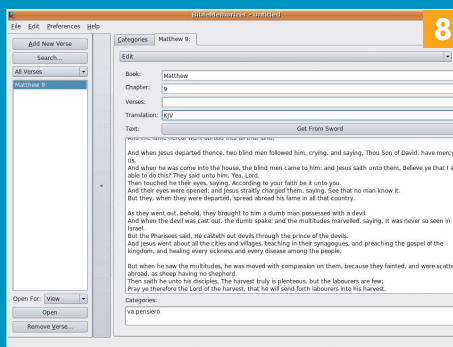 BibleMemorizer - untitled
File Edit Preferences Help
8
Add New Verse
Search...
All Verses
Matthew 9:
Open For: View
Open
Remove Verse...
Categories Matthew 9:
Edit
Book: Matthew
Chapter: 9
Verses:
Translation: KJV
Text: Get From Sword
And the fame hereof went abroad into all that land.
And when Jesus departed thence, two blind men followed him, crying, and saying, Thou Son of David, have mercy
us.
And when he was come into the house, the blind men came to him: and Jesus saith unto them, Believe ye that I a
able to do this? They said unto him, Yea, Lord.
Then touched he their eyes, saying, According to your faith be it unto you.
And their eyes were opened; and Jesus straitly charged them, saying, See that no man know it.
But they, when they were departed, spread abroad his fame in all that country.
As they went out, behold, they brought to him a dumb man possessed with a devil.
And when the devil was cast out, the dumb spake: and the multitudes marvelled, saying, It was never so seen in
Israel.
But the Pharisees said, He casteth out devils through the prince of the devils.
And Jesus went about all the cities and villages, teaching in their synagogues, and preaching the gospel of the
kingdom, and healing every sickness and every disease among the people.
But when he saw the multitudes, he was moved with compassion on them, because they fainted, and were scatte
abroad, as sheep having no shepherd.
Then saith he unto his disciples, The harvest truly is plenteous, but the labourers are few;
Pray ye therefore the Lord of the harvest, that he will send forth labourers into his harvest.
Categories:
va pensiero